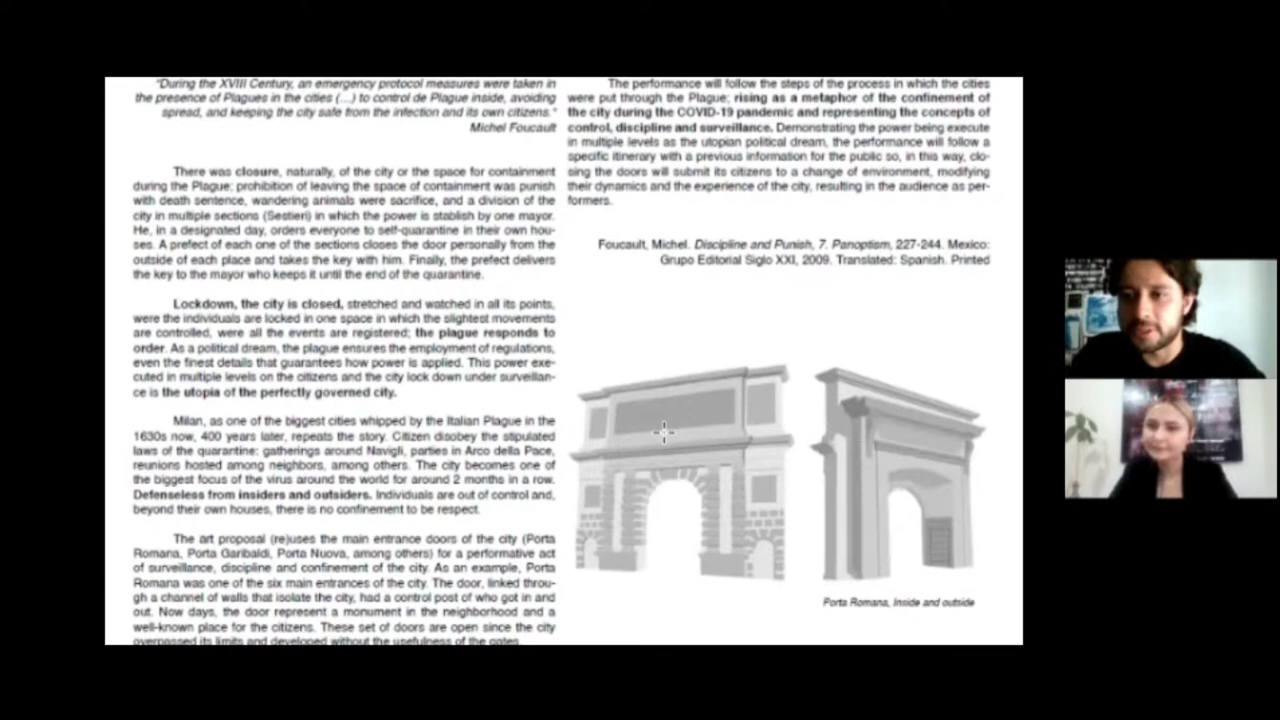 "During the XVIII Century, an emergency protocol measures were taken in
the presence of Plagues in the cities (...) to control de Plague inside, avoiding
spread, and keeping the city safe from the infection and its own citizens."
Michel Foucault
There was closure, naturally, of the city or the space for containment
during the Plague; prohibition of leaving the space of containment was punish
with death sentence, wandering animals were sacrifice, and a division of the
city in multiple sections (Sestieri) in which the power is stablish by one mayor.
He, in a designated day, orders everyone to self-quarantine in their own hou-
ses. A prefect of each one of the sections closes the door personally from the
outside of each place and takes the key with him. Finally, the prefect delivers
the key to the mayor who keeps it until the end of the quarantine.
Lockdown, the city is closed, stretched and watched in all its points,
were the individuals are locked in one space in which the slightest movements
are controlled, were all the events are registered; the plague responds to
order. As a political dream, the plague ensures the employment of regulations,
even the finest details that guarantees how power is applied. This power exe-
cuted in multiple levels on the citizens and the city lock down under surveillan-
ce is the utopia of the perfectly governed city.
Milan, as one of the biggest cities whipped by the Italian Plague in the
1630s now, 400 years later, repeats the story. Citizen disobey the stipulated
laws of the quarantine: gatherings around Navigli, parties in Arco della Pace,
reunions hosted among neighbors, among others. The city becomes one of
the biggest focus of the virus around the world for around 2 months in a row.
Defenseless from insiders and outsiders. Individuals are out of control and,
beyond their own houses, there is no confinement to be respect.
The art proposal (re)uses the main entrance doors of the city (Porta
Romana, Porta Garibaldi, Porta Nuova, among others) for a performative act
of surveillance, discipline and confinement of the city. As an example, Porta
Romana was one of the six main entrances of the city. The door, linked throu-
gh a channel of walls that isolate the city, had a control post of who got in and
out. Now days, the door represent a monument in the neighborhood and a
well-known place for the citizens. These set of doors are open since the city
overpassed its limits and developed without the usefulness of the gates.
The performance will follow the steps of the process in which the cities
were put through the Plague; rising as a metaphor of the confinement of
the city during the COVID-19 pandemic and representing the concepts of
control, discipline and surveillance. Demonstrating the power being execute
in multiple levels as the utopian political dream, the performance will follow a
specific itinerary with a previous information for the public so, in this way, clo-
sing the doors will submit its citizens to a change of environment, modifying
their dynamics and the experience of the city, resulting in the audience as per-
formers.
Foucault, Michel. Discipline and Punish, 7. Panoptism, 227-244. Mexico:
Grupo Editorial Siglo XXI, 2009. Translated: Spanish. Printed
Porta Romana, Inside and outside